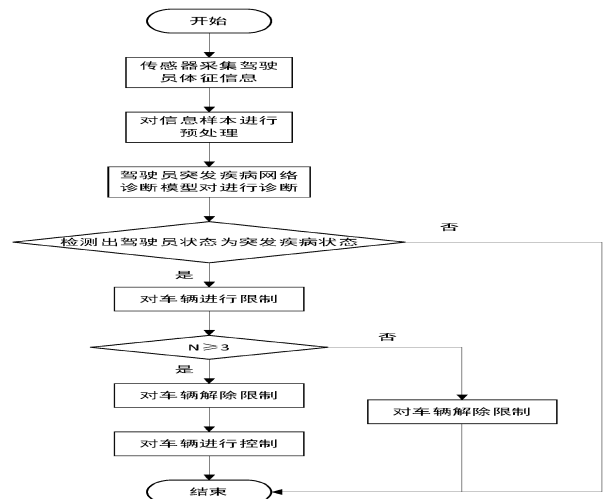 开始
传感器采集驾驶
员体征信息
对信息样本进行
预处理
驾驶员突发疾病网络
诊断模型对进行诊断
检测出驾驶员状态为突发疾病状态
否
是
对车辆进行限制
N≥3
否
是
对车辆解除限制
对车辆解除限制
对车辆进行控制
结束